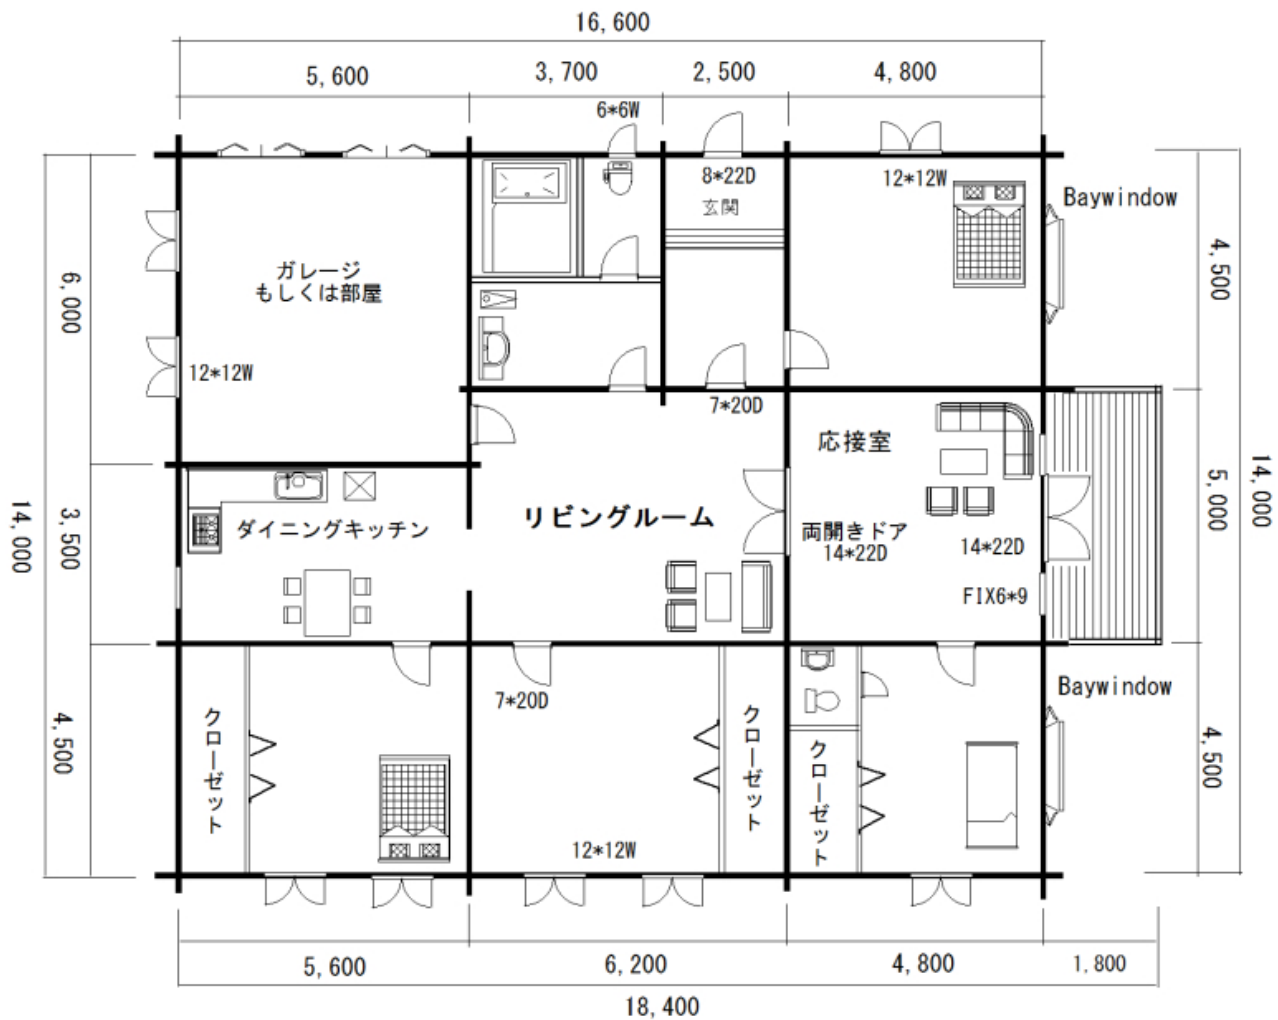 16,600
5,600
3,700
2,500
4,800
6*6W
8*22D
玄関
12*12W
Baywindow
ガレージ
もしくは部屋
12*12W
6,000
4,500
7*20D
応接室
リビングルーム
ダイニングキッチン
両開きドア
14*22D
14*22D
FIX6*9
14,000
3,500
5,000
14,000
7*20D
Baywindow
クローゼット
クローゼット
クローゼット
4,500
4,500
12*12W
5,600
6,200
4,800
1,800
18,400